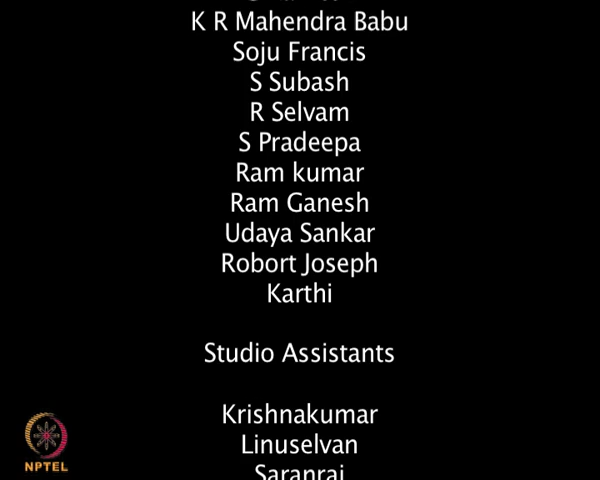 K R Mahendra Babu
Soju Francis
S Subash
R Selvam
S Pradeepa
Ram kumar
Ram Ganesh
Udaya Sankar
Robort Joseph
Karthi
Studio Assistants
Krishnakumar
Linuselvan
Saranraj
NPTEL